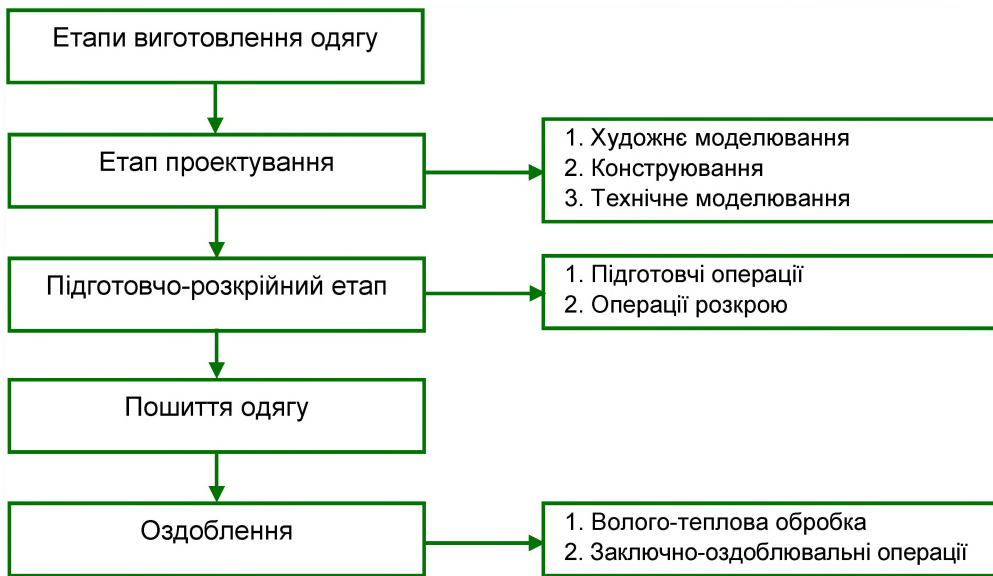 Етапи виготовлення одягу
Етап проектування
1. Художнє моделювання
2. Конструювання
3. Технічне моделювання
Підготовчо-розкрійний етап
1. Підготовчі операції
2. Операції розкрою
Пошиття одягу
Оздоблення
1. Волого-теплова обробка
2. Заключно-оздоблювальні операції